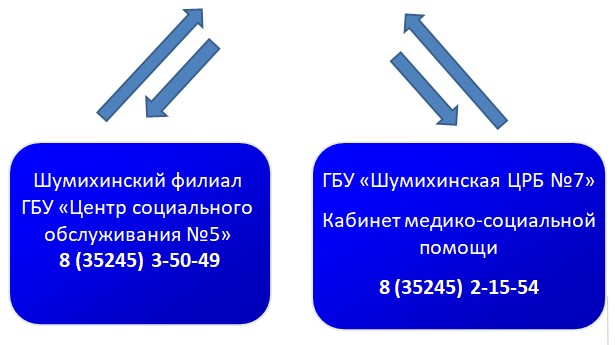 Шумихинский филиал
ГБУ «Центр социального
обслуживания №5»
8 (35245) 3-50-49
ГБУ «Шумихинская ЦРБ №7»
Кабинет медико-социальной
помощи
8 (35245) 2-15-54